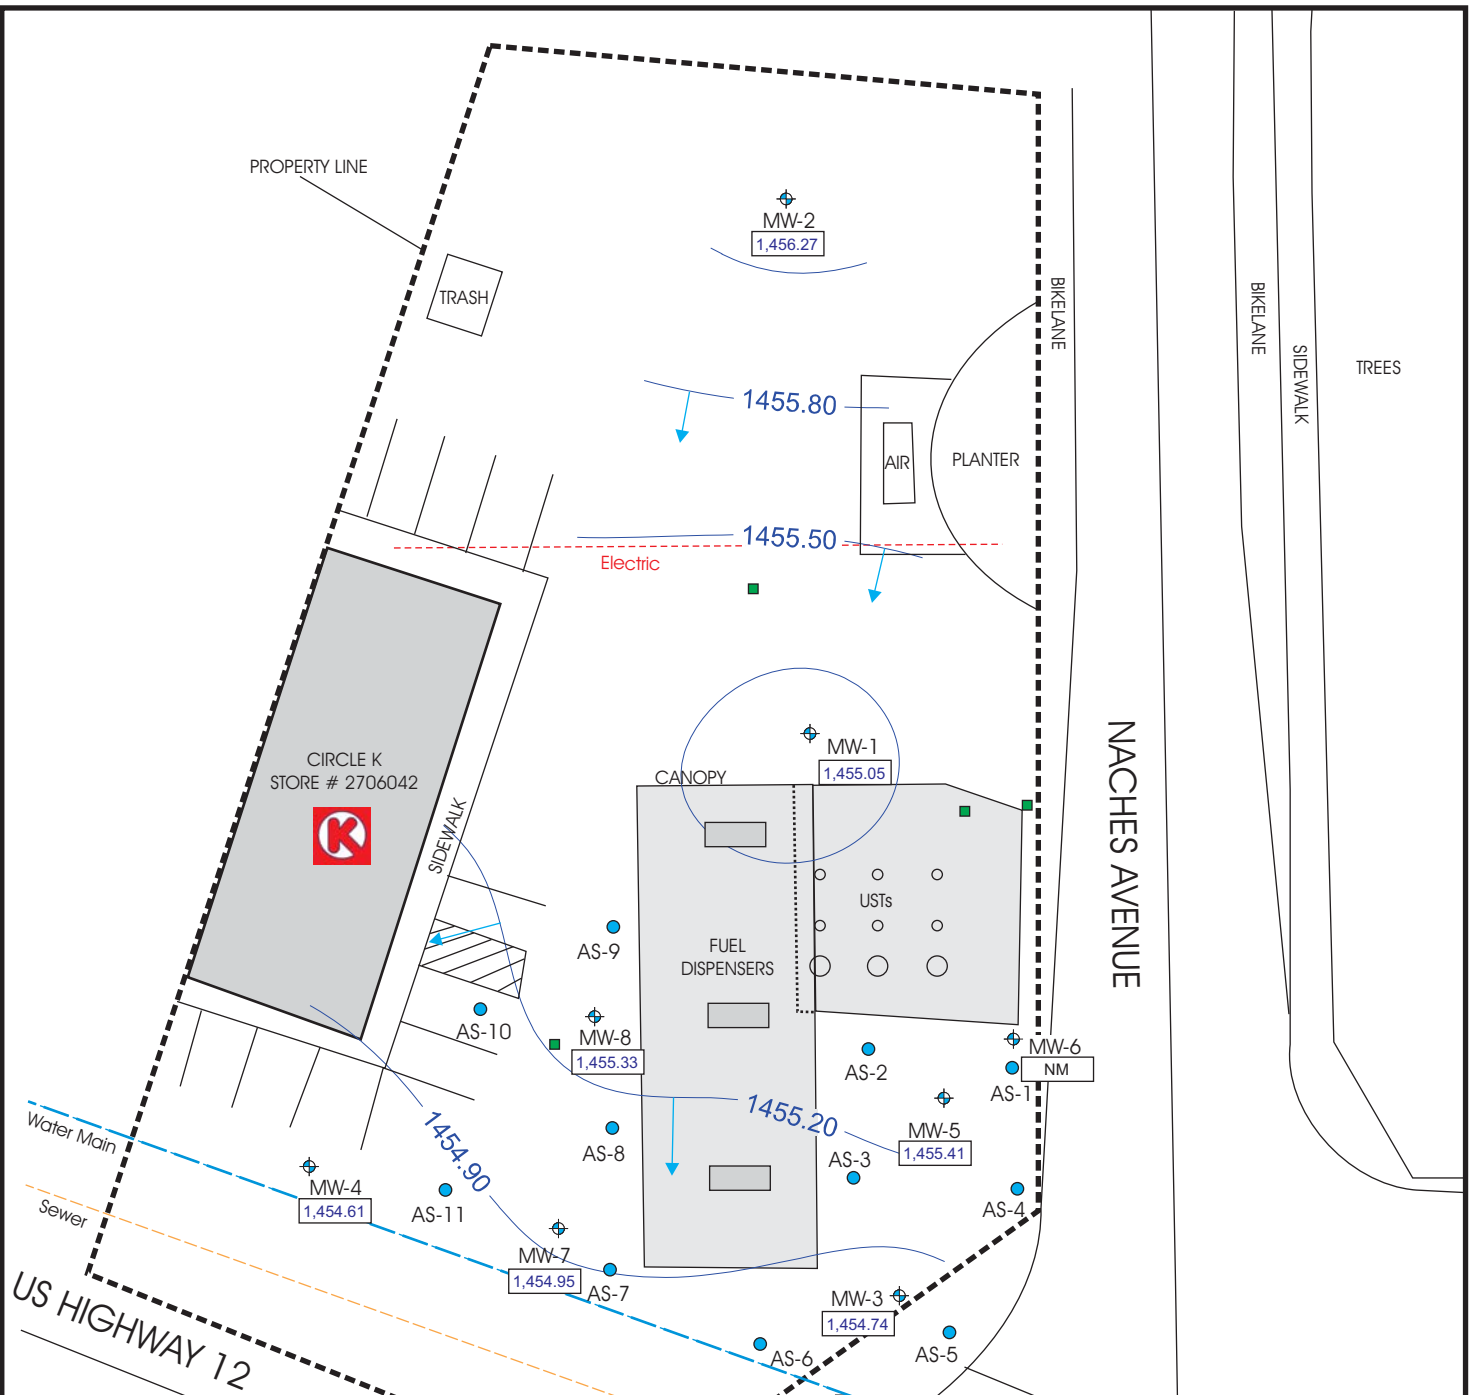 PROPERTY LINE
MW-2
1,456.27
TRASH
BIKELANE
BIKELANE
SIDEWALK
TREES
1455.80
AIR
PLANTER
1455.50
Electric
MW-1
1,455.05
CANOPY
CIRCLE K
STORE # 2706042
K
SIDEWALK
NACHES AVENUE
USTs
AS-9
FUEL
DISPENSERS
AS-10
MW-8
1,455.33
AS-2
MW-6
NM
AS-1
1455.20
MW-5
1,455.41
Water Main
1454.90
AS-8
AS-3
MW-4
1,454.61
AS-11
AS-4
Sewer
MW-7
1,454.95
AS-7
MW-3
1,454.74
US HIGHWAY 12
AS-6
AS-5